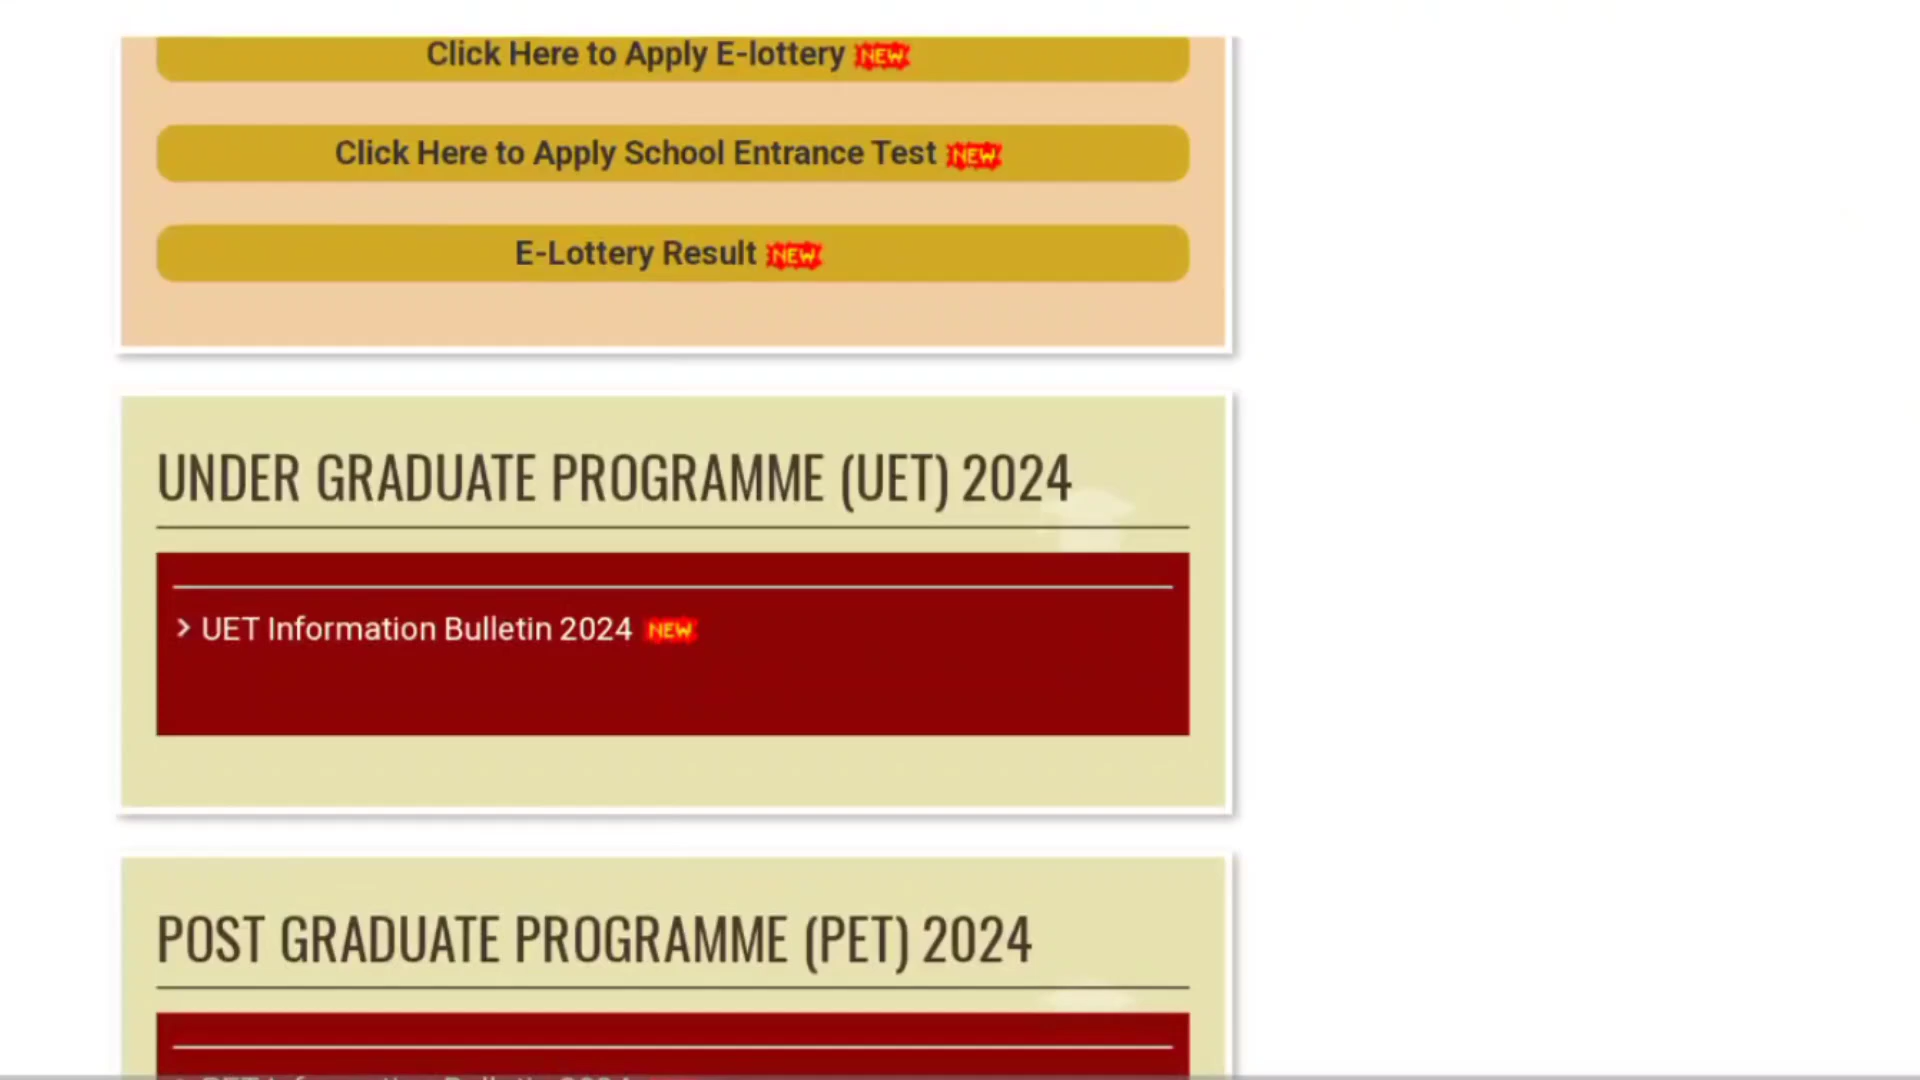 Click Here to Apply E-lottery NEW
Click Here to Apply School Entrance Test NEW
E-Lottery Result NEW
UNDER GRADUATE PROGRAMME (UET) 2024
> UET Information Bulletin 2024 NEW
POST GRADUATE PROGRAMME (PET) 2024